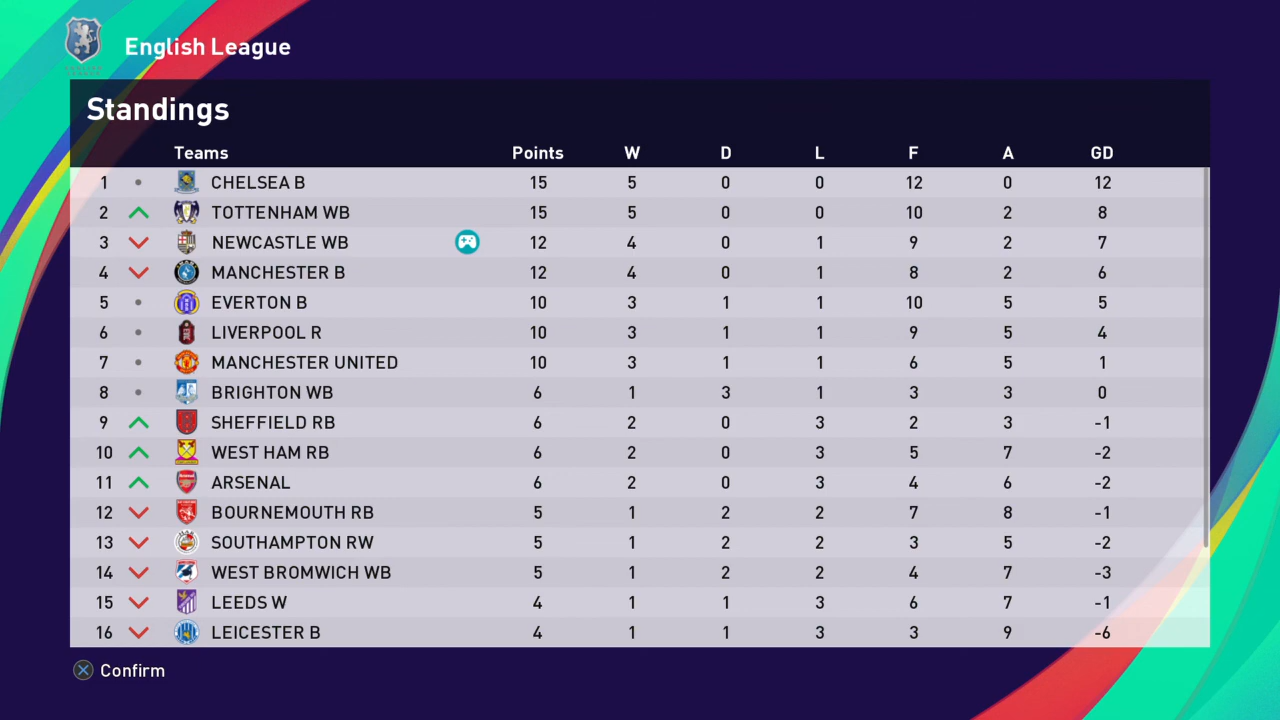 English League
Standings
Teams Points W D L F A GD
1 CHELSEA B 15 5 0 0 12 0 12
2 TOTTENHAM WB 15 5 0 0 10 2 8
3 NEWCASTLE WB 12 4 0 1 9 2 7
4 MANCHESTER B 12 4 0 1 8 2 6
5 EVERTON B 10 3 1 1 10 5 5
6 LIVERPOOL R 10 3 1 1 9 5 4
7 MANCHESTER UNITED 10 3 1 1 6 5 1
8 BRIGHTON WB 6 1 3 1 3 3 0
9 SHEFFIELD RB 6 2 0 3 2 3 -1
10 WEST HAM RB 6 2 0 3 5 7 -2
11 ARSENAL 6 2 0 3 4 6 -2
12 BOURNEMOUTH RB 5 1 2 2 7 8 -1
13 SOUTHAMPTON RW 5 1 2 2 3 5 -2
14 WEST BROMWICH WB 5 1 2 2 4 7 -3
15 LEEDS W 4 1 1 3 6 7 -1
16 LEICESTER B 4 1 1 3 3 9 -6
Confirm